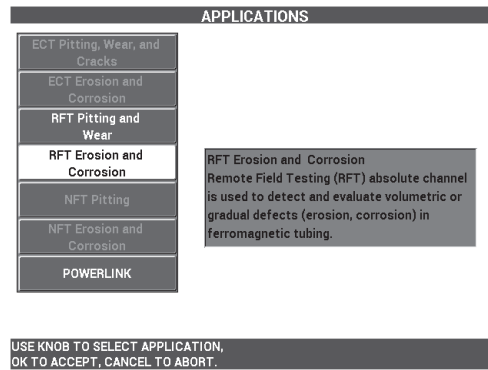 APPLICATIONS
ECT Pitting, Wear, and
Cracks
ECT Erosion and
Corrosion
RFT Pitting and
Wear
RFT Erosion and
Corrosion
NFT Pitting
NFT Erosion and
Corrosion
POWERLINK
RFT Erosion and Corrosion
Remote Field Testing (RFT) absolute channel
is used to detect and evaluate volumetric or
gradual defects (erosion, corrosion) in
ferromagnetic tubing.
USE KNOB TO SELECT APPLICATION,
OK TO ACCEPT, CANCEL TO ABORT.